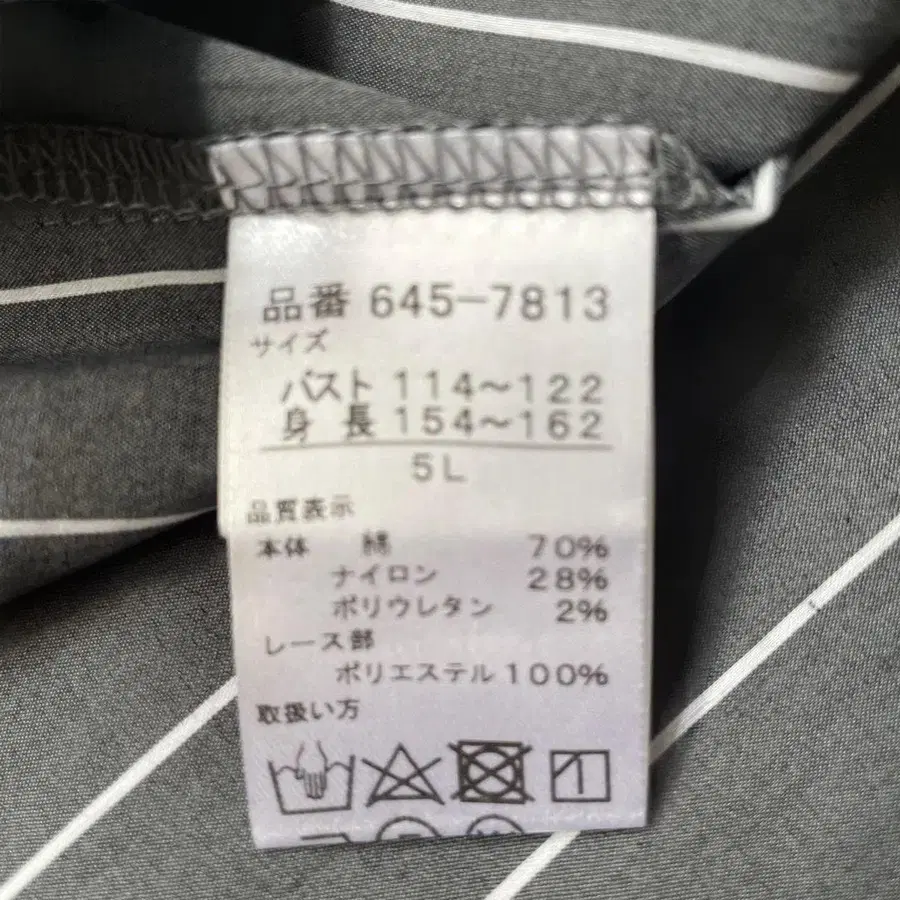 品番 645-7813
サイズ
バスト 114〜122
身長 154〜162
5L
品質表示
本体 綿 70%
ナイロン 28%
ポリウレタン 2%
レース部
ポリエステル 100%
取扱い方